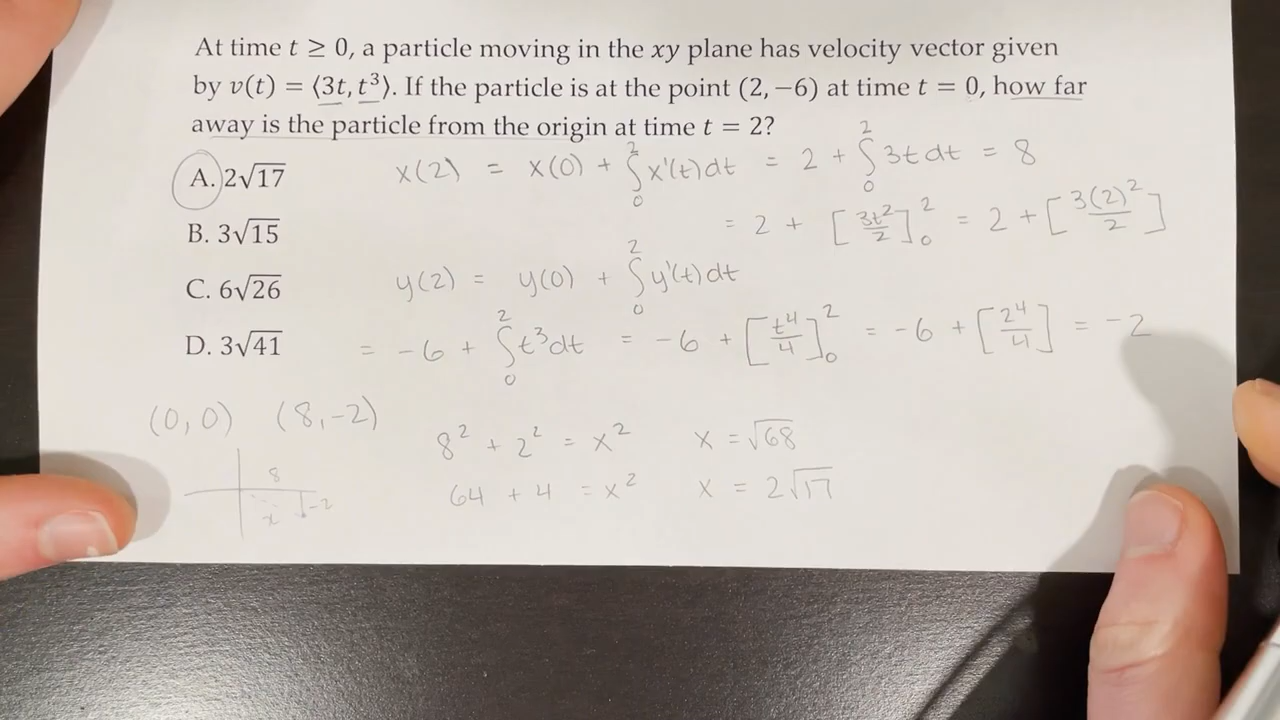 At time t ≥ 0, a particle moving in the xy plane has velocity vector given
by v(t) = ⟨3t, t³⟩. If the particle is at the point (2, −6) at time t = 0, how far
away is the particle from the origin at time t = 2?
A. 2√17
x(2) = x(0) + ∫₀² x'(t)dt = 2 + ∫₀² 3t dt = 8
= 2 + [3t²/2]₀² = 2 + [3(2)²/2]
B. 3√15
y(2) = y(0) + ∫₀² y'(t)dt
C. 6√26
= -6 + ∫₀² t³dt = -6 + [t⁴/4]₀² = -6 + [2⁴/4] = -2
D. 3√41
(0,0) (8,-2)
8² + 2² = x² x = √68
64 + 4 = x² x = 2√17
8
x -2